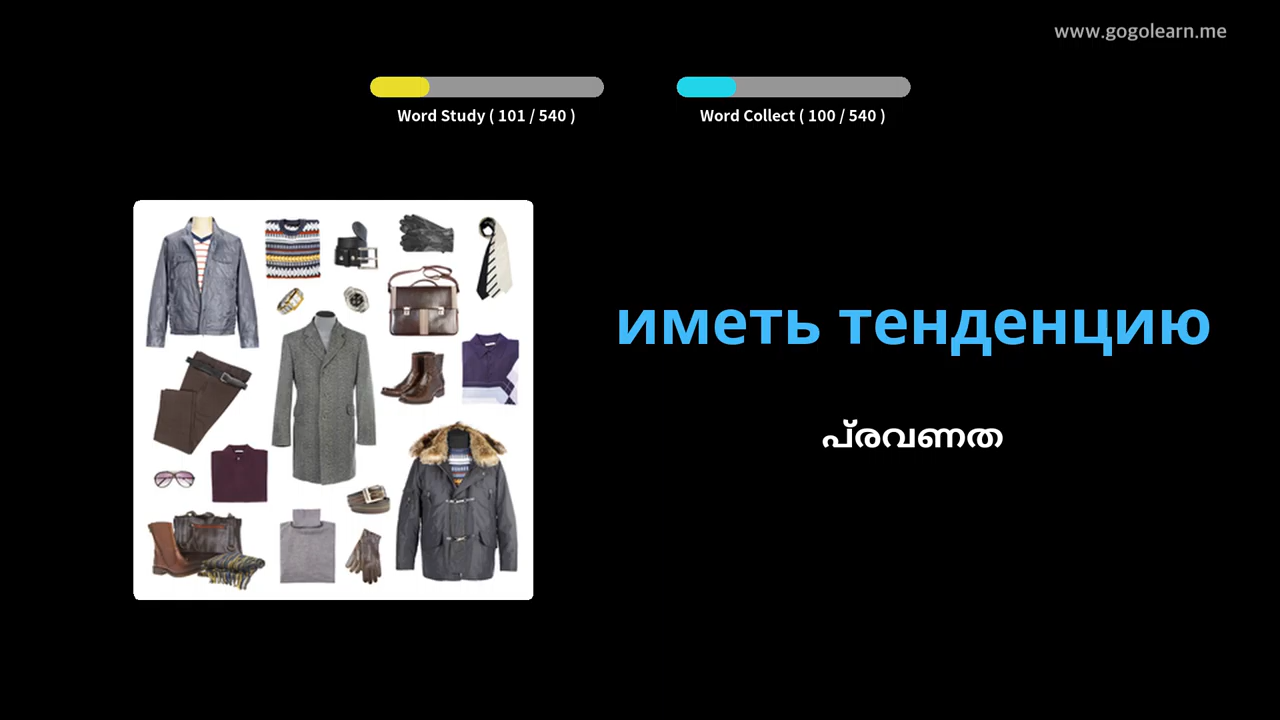 www.gogolearn.me
Word Study ( 101 / 540 )
Word Collect ( 100 / 540 )
иметь тенденцию
പ്രവണത